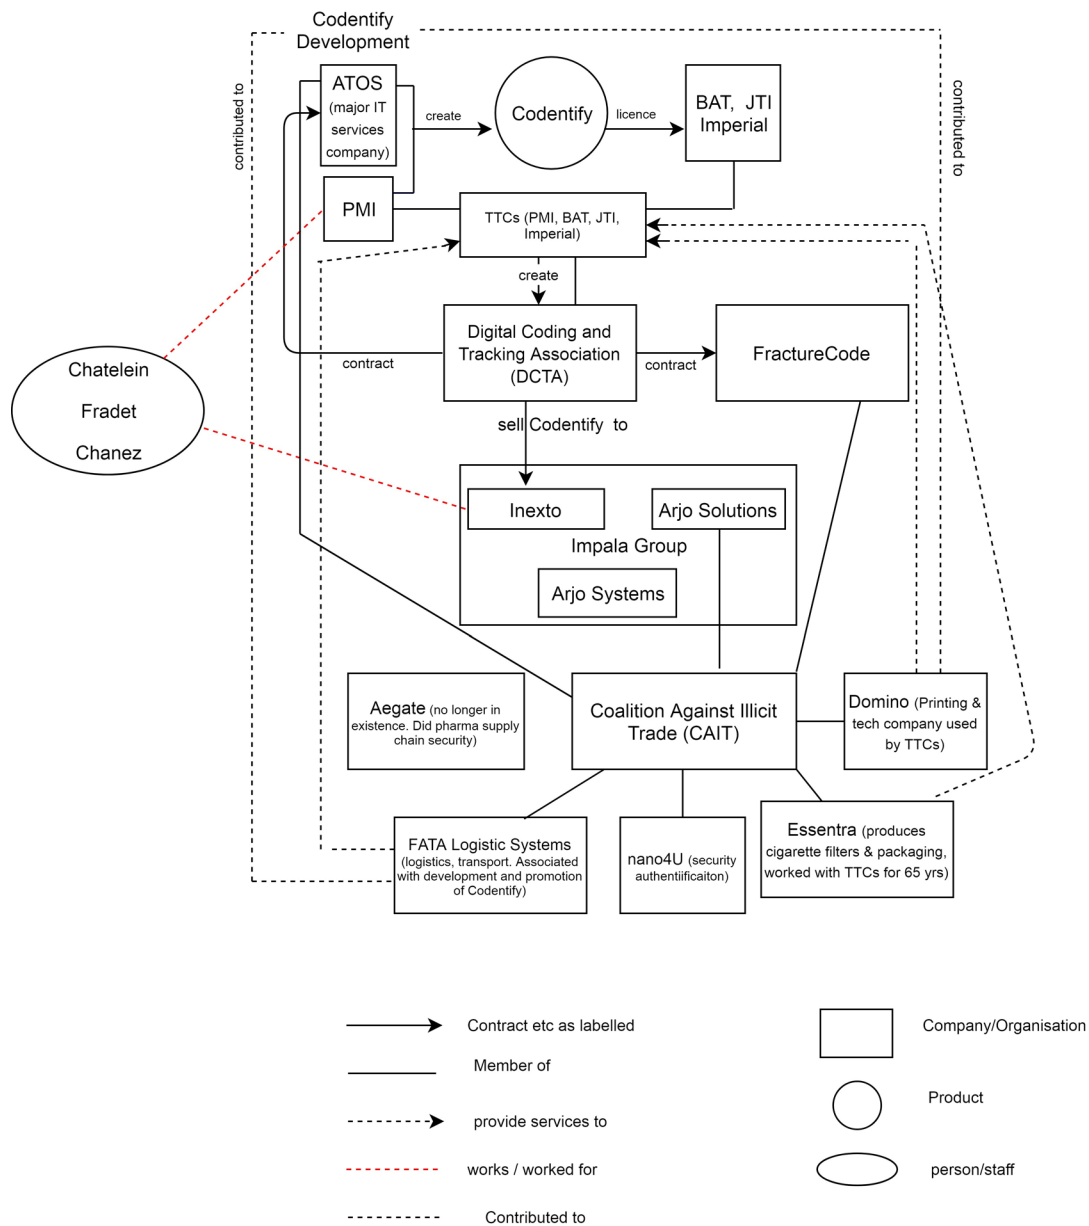 Codentify
Development
ATOS
(major IT
services
company)
create
Codentify
licence
BAT, JTI
Imperial
contributed to
contributed to
PMI
TTCs (PMI, BAT, JTI,
Imperial)
create
Digital Coding and
Tracking Association
(DCTA)
contract
contract
FractureCode
Chatelein
Fradet
Chanez
sell Codentify to
Inexto
Arjo Solutions
Impala Group
Arjo Systems
Aegate (no longer in
existence. Did pharma supply
chain security)
Coalition Against Illicit
Trade (CAIT)
Domino (Printing &
tech company used
by TTCs)
FATA Logistic Systems
(logistics, transport. Associated
with development and promotion
of Codentify)
nano4U (security
authentiificaiton)
Essentra (produces
cigarette filters & packaging,
worked with TTCs for 65 yrs)
Contract etc as labelled
Member of
provide services to
works / worked for
Contributed to
Company/Organisation
Product
person/staff